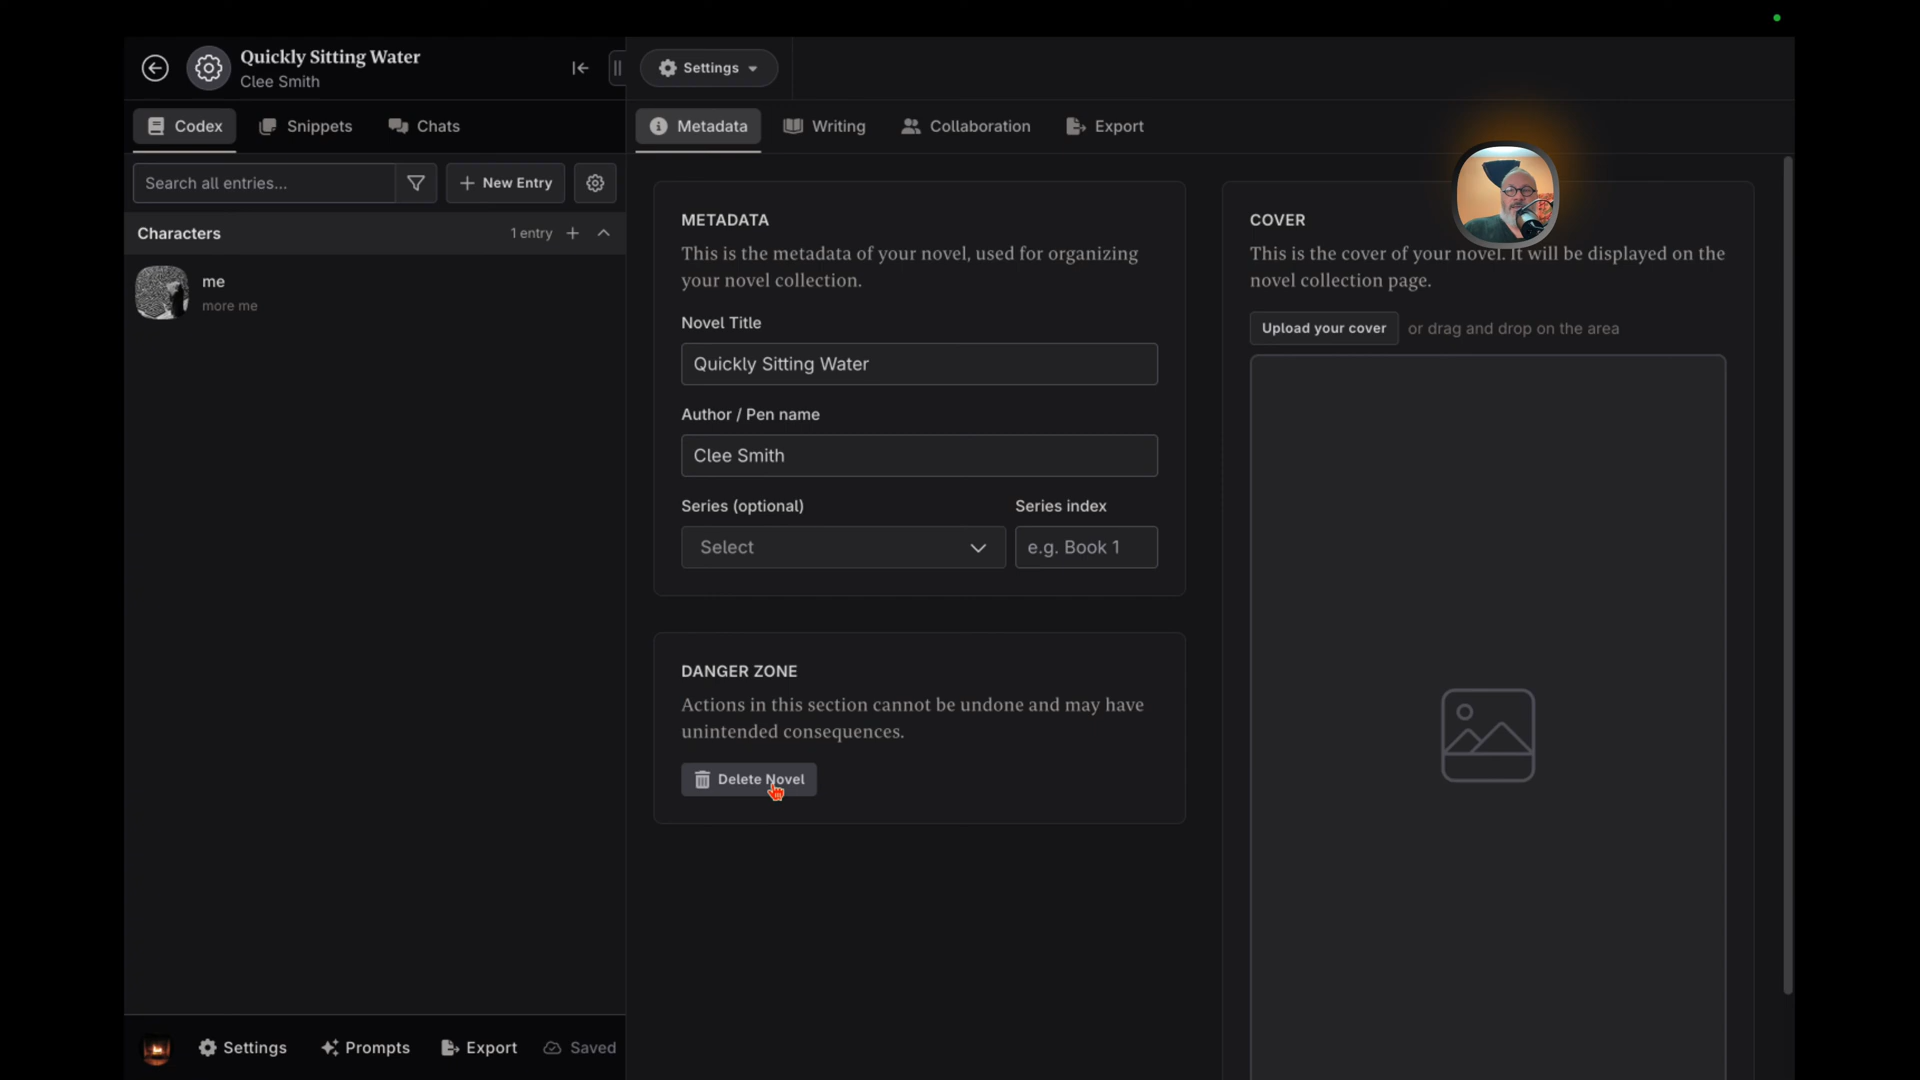 Quickly Sitting Water
Clee Smith
Settings
Codex
Snippets
Chats
Metadata
Writing
Collaboration
Export
Search all entries...
New Entry
Characters
1 entry
me
more me
METADATA
This is the metadata of your novel, used for organizing
your novel collection.
Novel Title
Quickly Sitting Water
Author / Pen name
Clee Smith
Series (optional)
Series index
Select
e.g. Book 1
DANGER ZONE
Actions in this section cannot be undone and may have
unintended consequences.
Delete Novel
COVER
This is the cover of your novel. It will be displayed on the
novel collection page.
Upload your cover
or drag and drop on the area
Settings
Prompts
Export
Saved